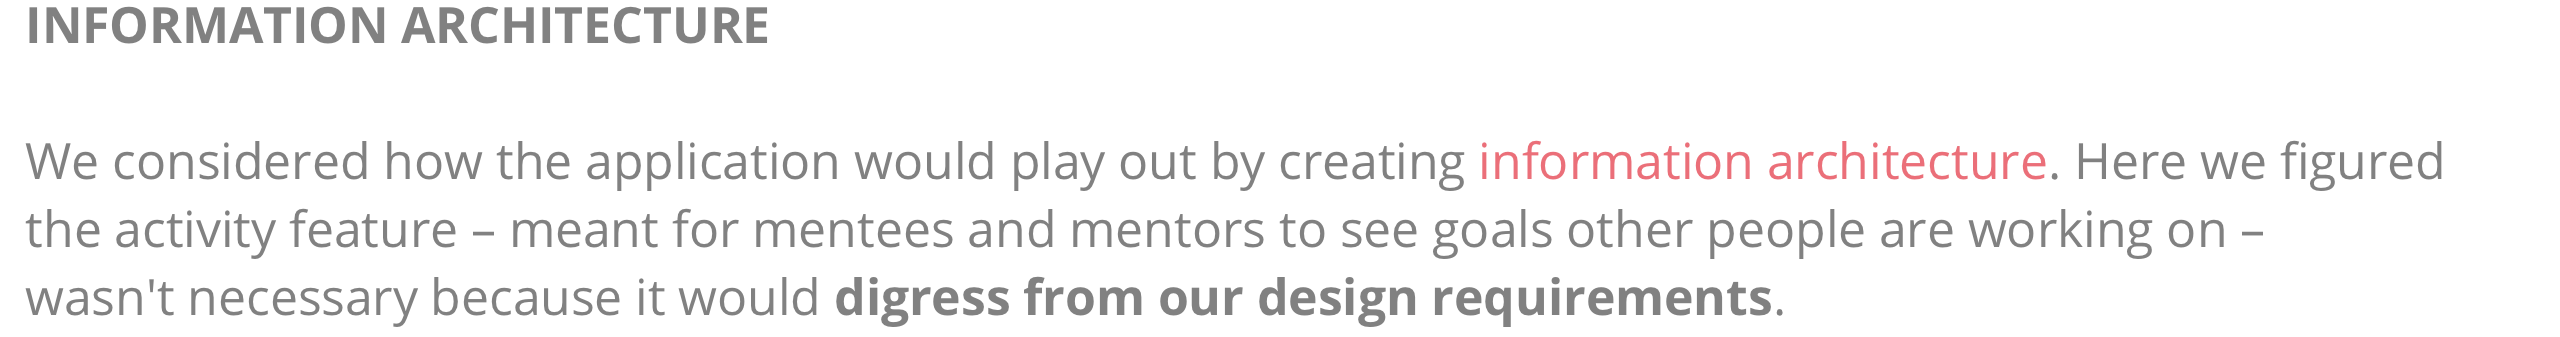 INFORMATION ARCHITECTURE
We considered how the application would play out by creating information architecture. Here we figured
the activity feature – meant for mentees and mentors to see goals other people are working on –
wasn't necessary because it would digress from our design requirements.